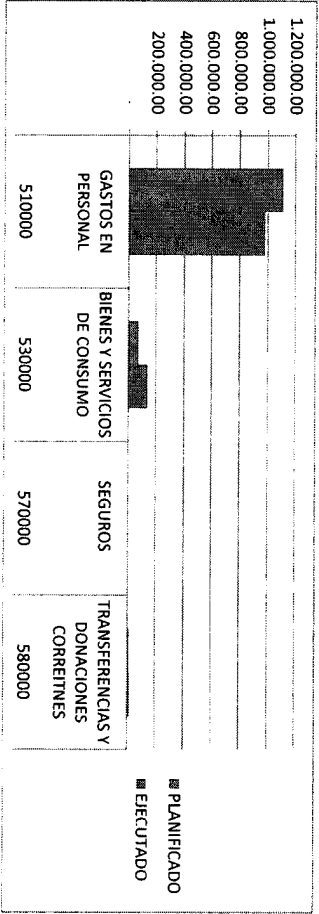 1.200.000.00
1.000.000.00
800.000.00
600.000.00
400.000.00
200.000.00
GASTOS EN
PERSONAL
BIENES Y SERVICIOS
DE CONSUMO
SEGUROS
TRANSFERENCIAS Y
DONACIONES
CORREITNES
510000
530000
570000
580000
PLANIFICADO
EJECUTADO